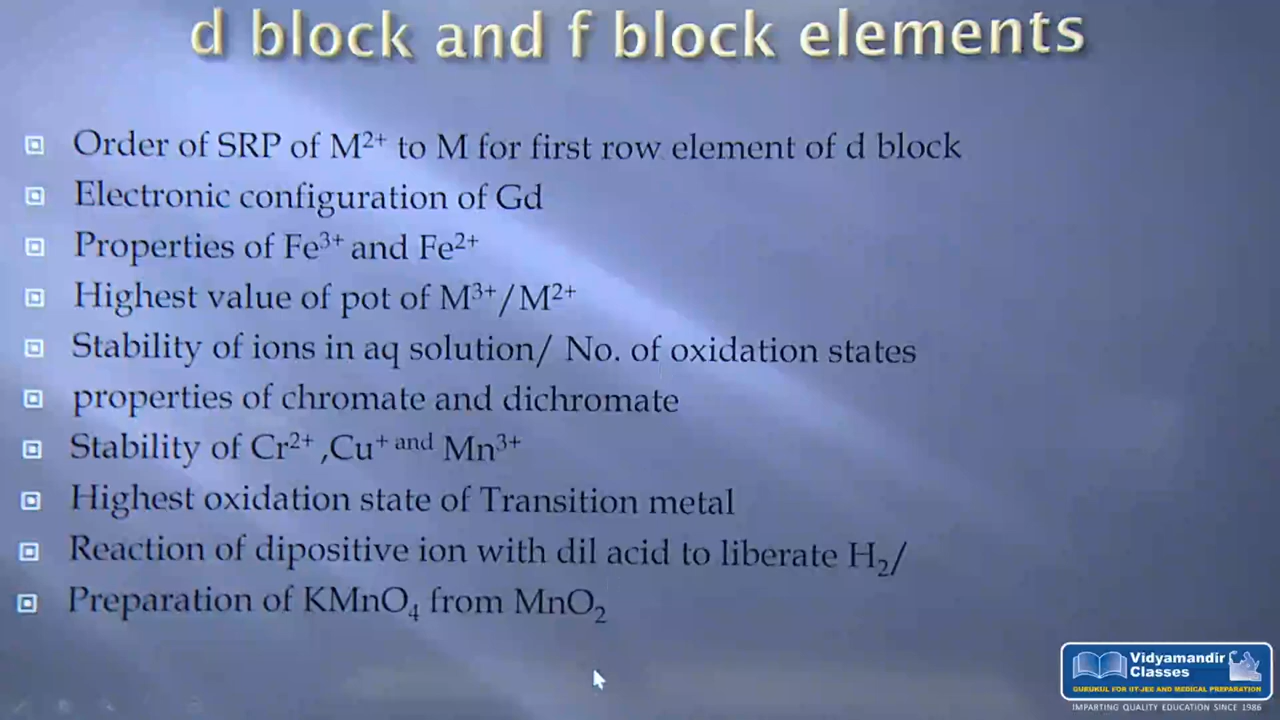 d block and f block elements
Order of SRP of M²⁺ to M for first row element of d block
Electronic configuration of Gd
Properties of Fe³⁺ and Fe²⁺
Highest value of pot of M³⁺/M²⁺
Stability of ions in aq solution/ No. of oxidation states
properties of chromate and dichromate
Stability of Cr²⁺ ,Cu⁺ ᵃⁿᵈ Mn³⁺
Highest oxidation state of Transition metal
Reaction of dipositive ion with dil acid to liberate H₂/
Preparation of KMnO₄ from MnO₂
Vidyamandir
Classes
GURUKUL FOR IIT-JEE AND MEDICAL PREPARATION
IMPARTING QUALITY EDUCATION SINCE 1986